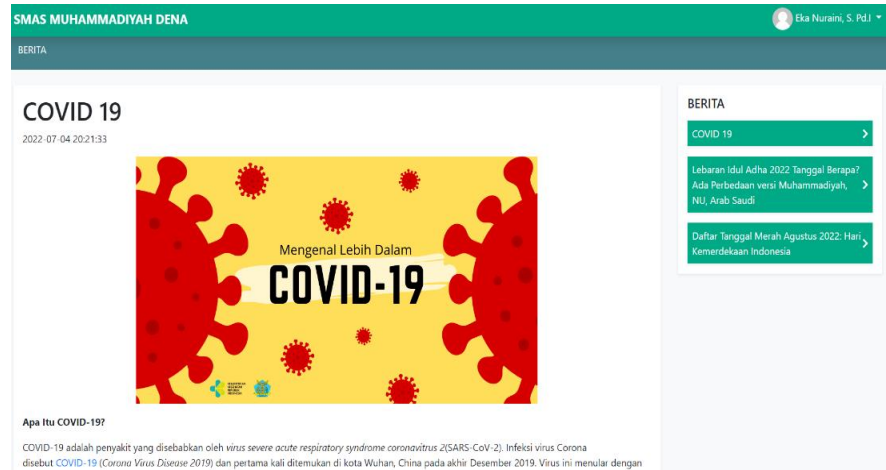 SMAS MUHAMMADIYAH DENA
Eka Nuraini, S. Pd.I
BERITA
COVID 19
2022-07-04 20:21:33
Mengenal Lebih Dalam
COVID-19
Apa Itu COVID-19?
COVID-19 adalah penyakit yang disebabkan oleh virus severe acute respiratory syndrome coronavitrus 2(SARS-CoV-2). Infeksi virus Corona
disebut COVID-19 (Corona Virus Disease 2019) dan pertama kali ditemukan di kota Wuhan, China pada akhir Desember 2019. Virus ini menular dengan
BERITA
COVID 19
Lebaran Idul Adha 2022 Tanggal Berapa?
Ada Perbedaan versi Muhammadiyah,
NU, Arab Saudi
Daftar Tanggal Merah Agustus 2022: Hari
Kemerdekaan Indonesia